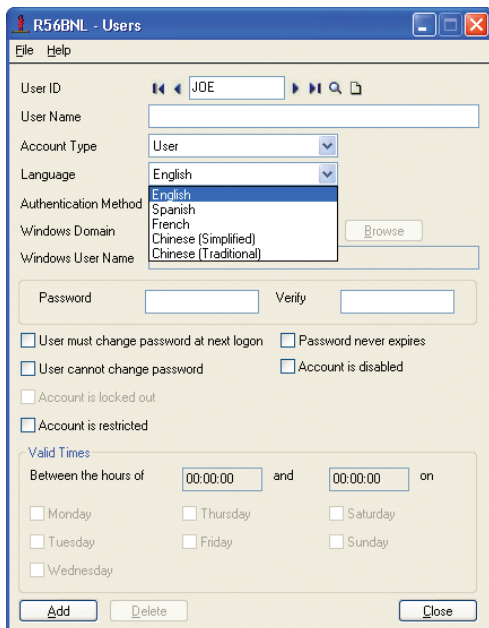 R56BNL - Users
File Help
User ID JOE
User Name
Account Type User
Language English
English
Spanish
French
Chinese (Simplified)
Chinese (Traditional)
Authentication Method
Windows Domain Browse
Windows User Name
Password Verify
User must change password at next logon Password never expires
User cannot change password Account is disabled
Account is locked out
Account is restricted
Valid Times
Between the hours of 00:00:00 and 00:00:00 on
Monday Thursday Saturday
Tuesday Friday Sunday
Wednesday
Add Delete Close